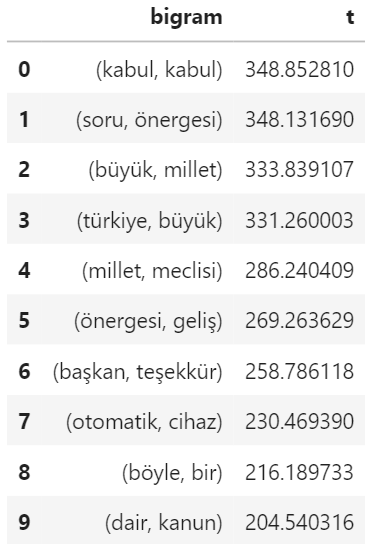 bigram t
0 (kabul, kabul) 348.852810
1 (soru, önergesi) 348.131690
2 (büyük, millet) 333.839107
3 (türkiye, büyük) 331.260003
4 (millet, meclisi) 286.240409
5 (önergesi, geliş) 269.263629
6 (başkan, teşekkür) 258.786118
7 (otomatik, cihaz) 230.469390
8 (böyle, bir) 216.189733
9 (dair, kanun) 204.540316